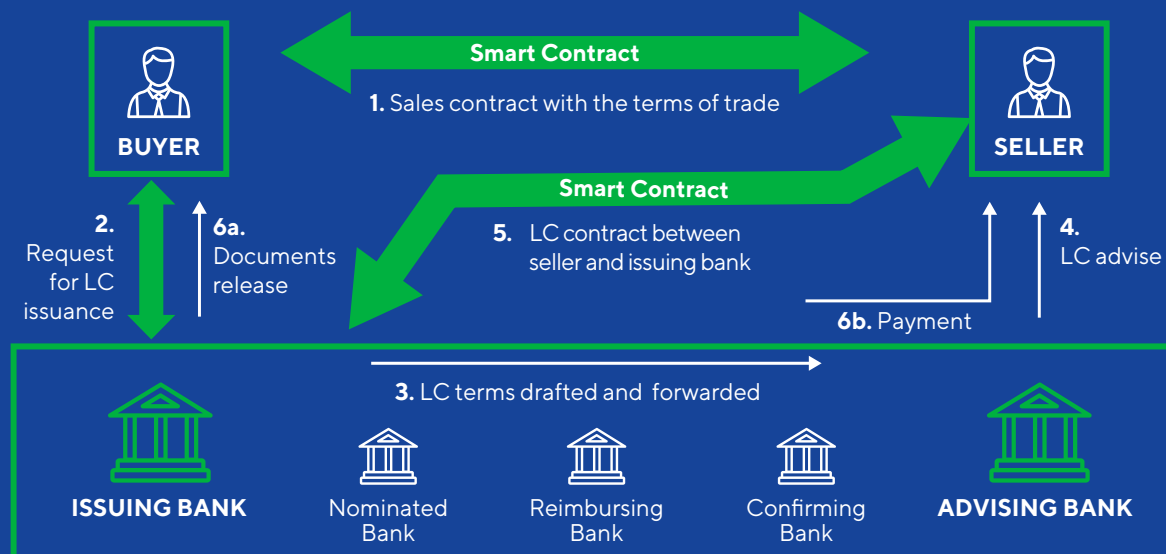 Smart Contract
1. Sales contract with the terms of trade
BUYER
SELLER
Smart Contract
2.
Request
for LC
issuance
6a.
Documents
release
5. LC contract between
seller and issuing bank
4.
LC advise
6b. Payment
3. LC terms drafted and forwarded
ISSUING BANK
Nominated
Bank
Reimbursing
Bank
Confirming
Bank
ADVISING BANK